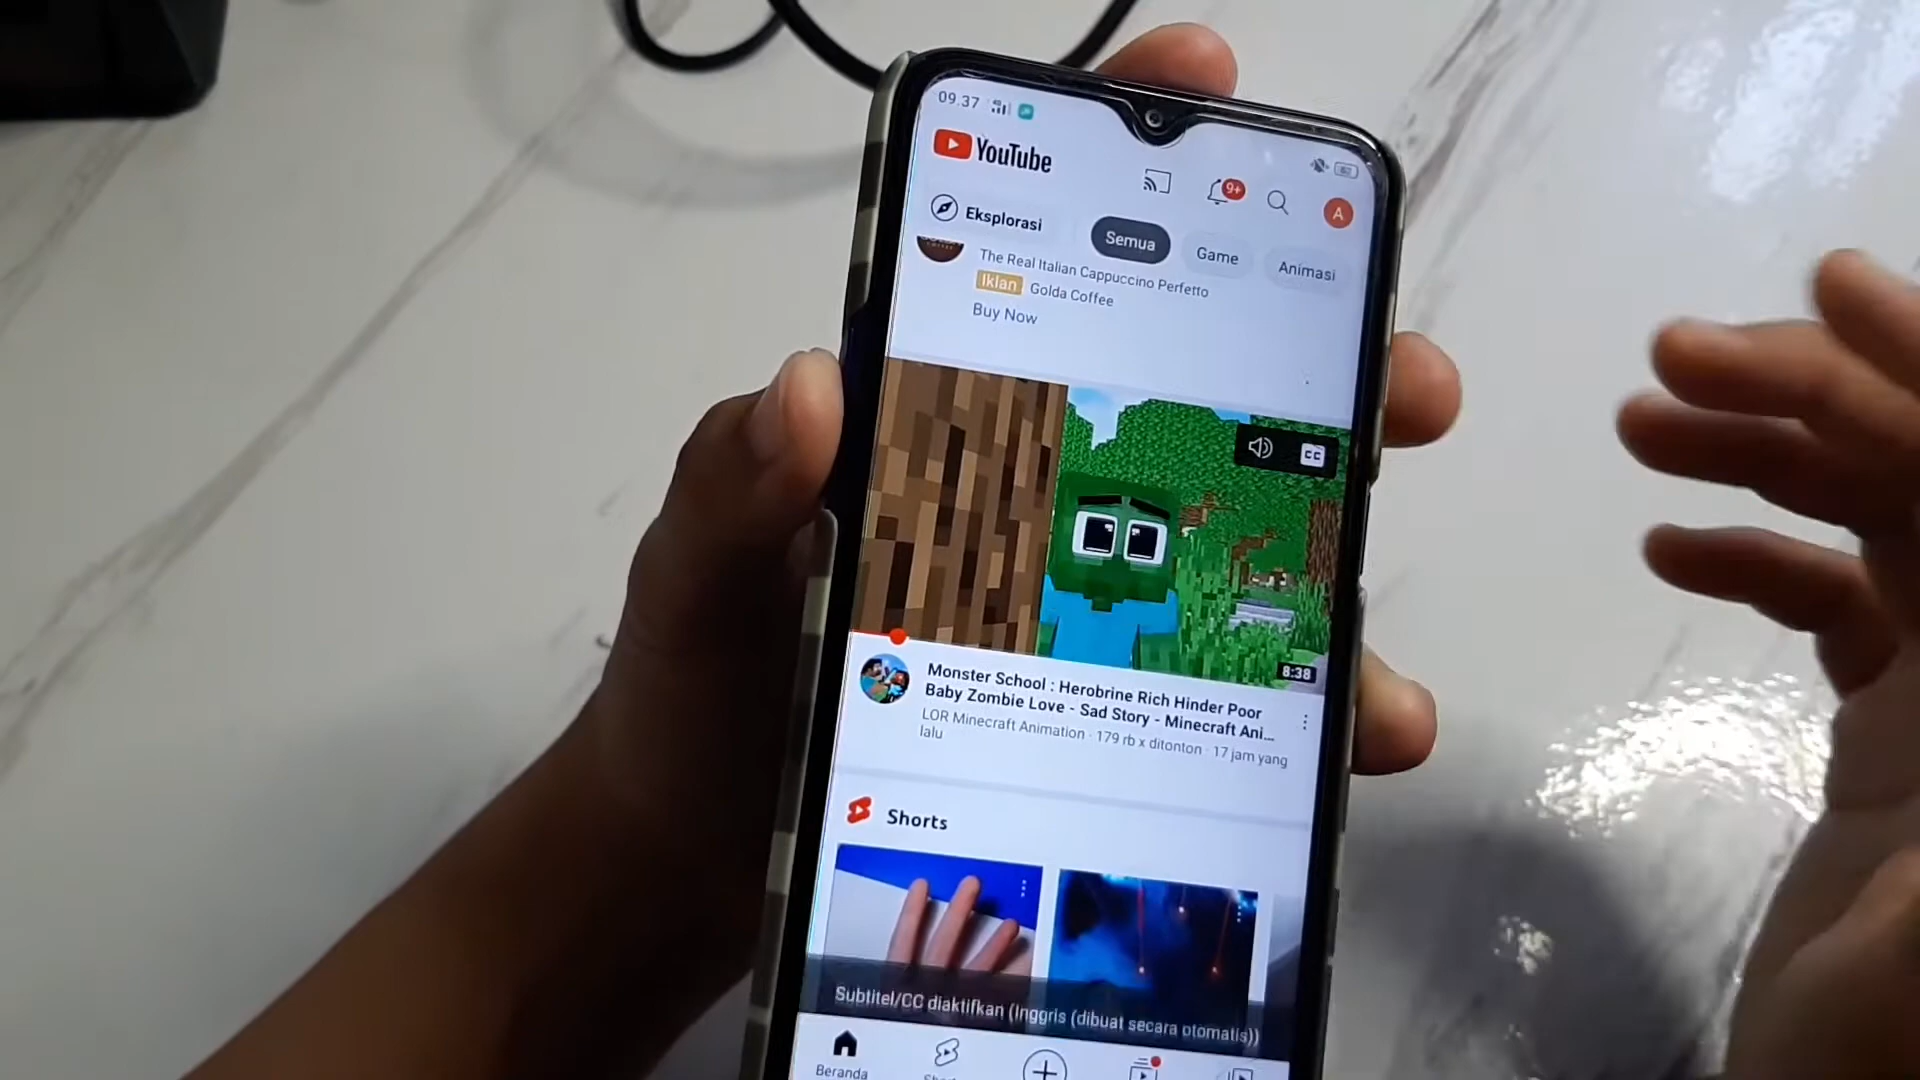 09.37
YouTube
9+
A
Eksplorasi
Semua
Game
Animasi
The Real Italian Cappuccino Perfetto
Iklan Golda Coffee
Buy Now
CC
8:38
Monster School : Herobrine Rich Hinder Poor
Baby Zombie Love - Sad Story - Minecraft Ani...
LOR Minecraft Animation · 179 rb x ditonton · 17 jam yang
lalu
Shorts
Subtitel/CC diaktifkan (Inggris (dibuat secara otomatis))
Beranda